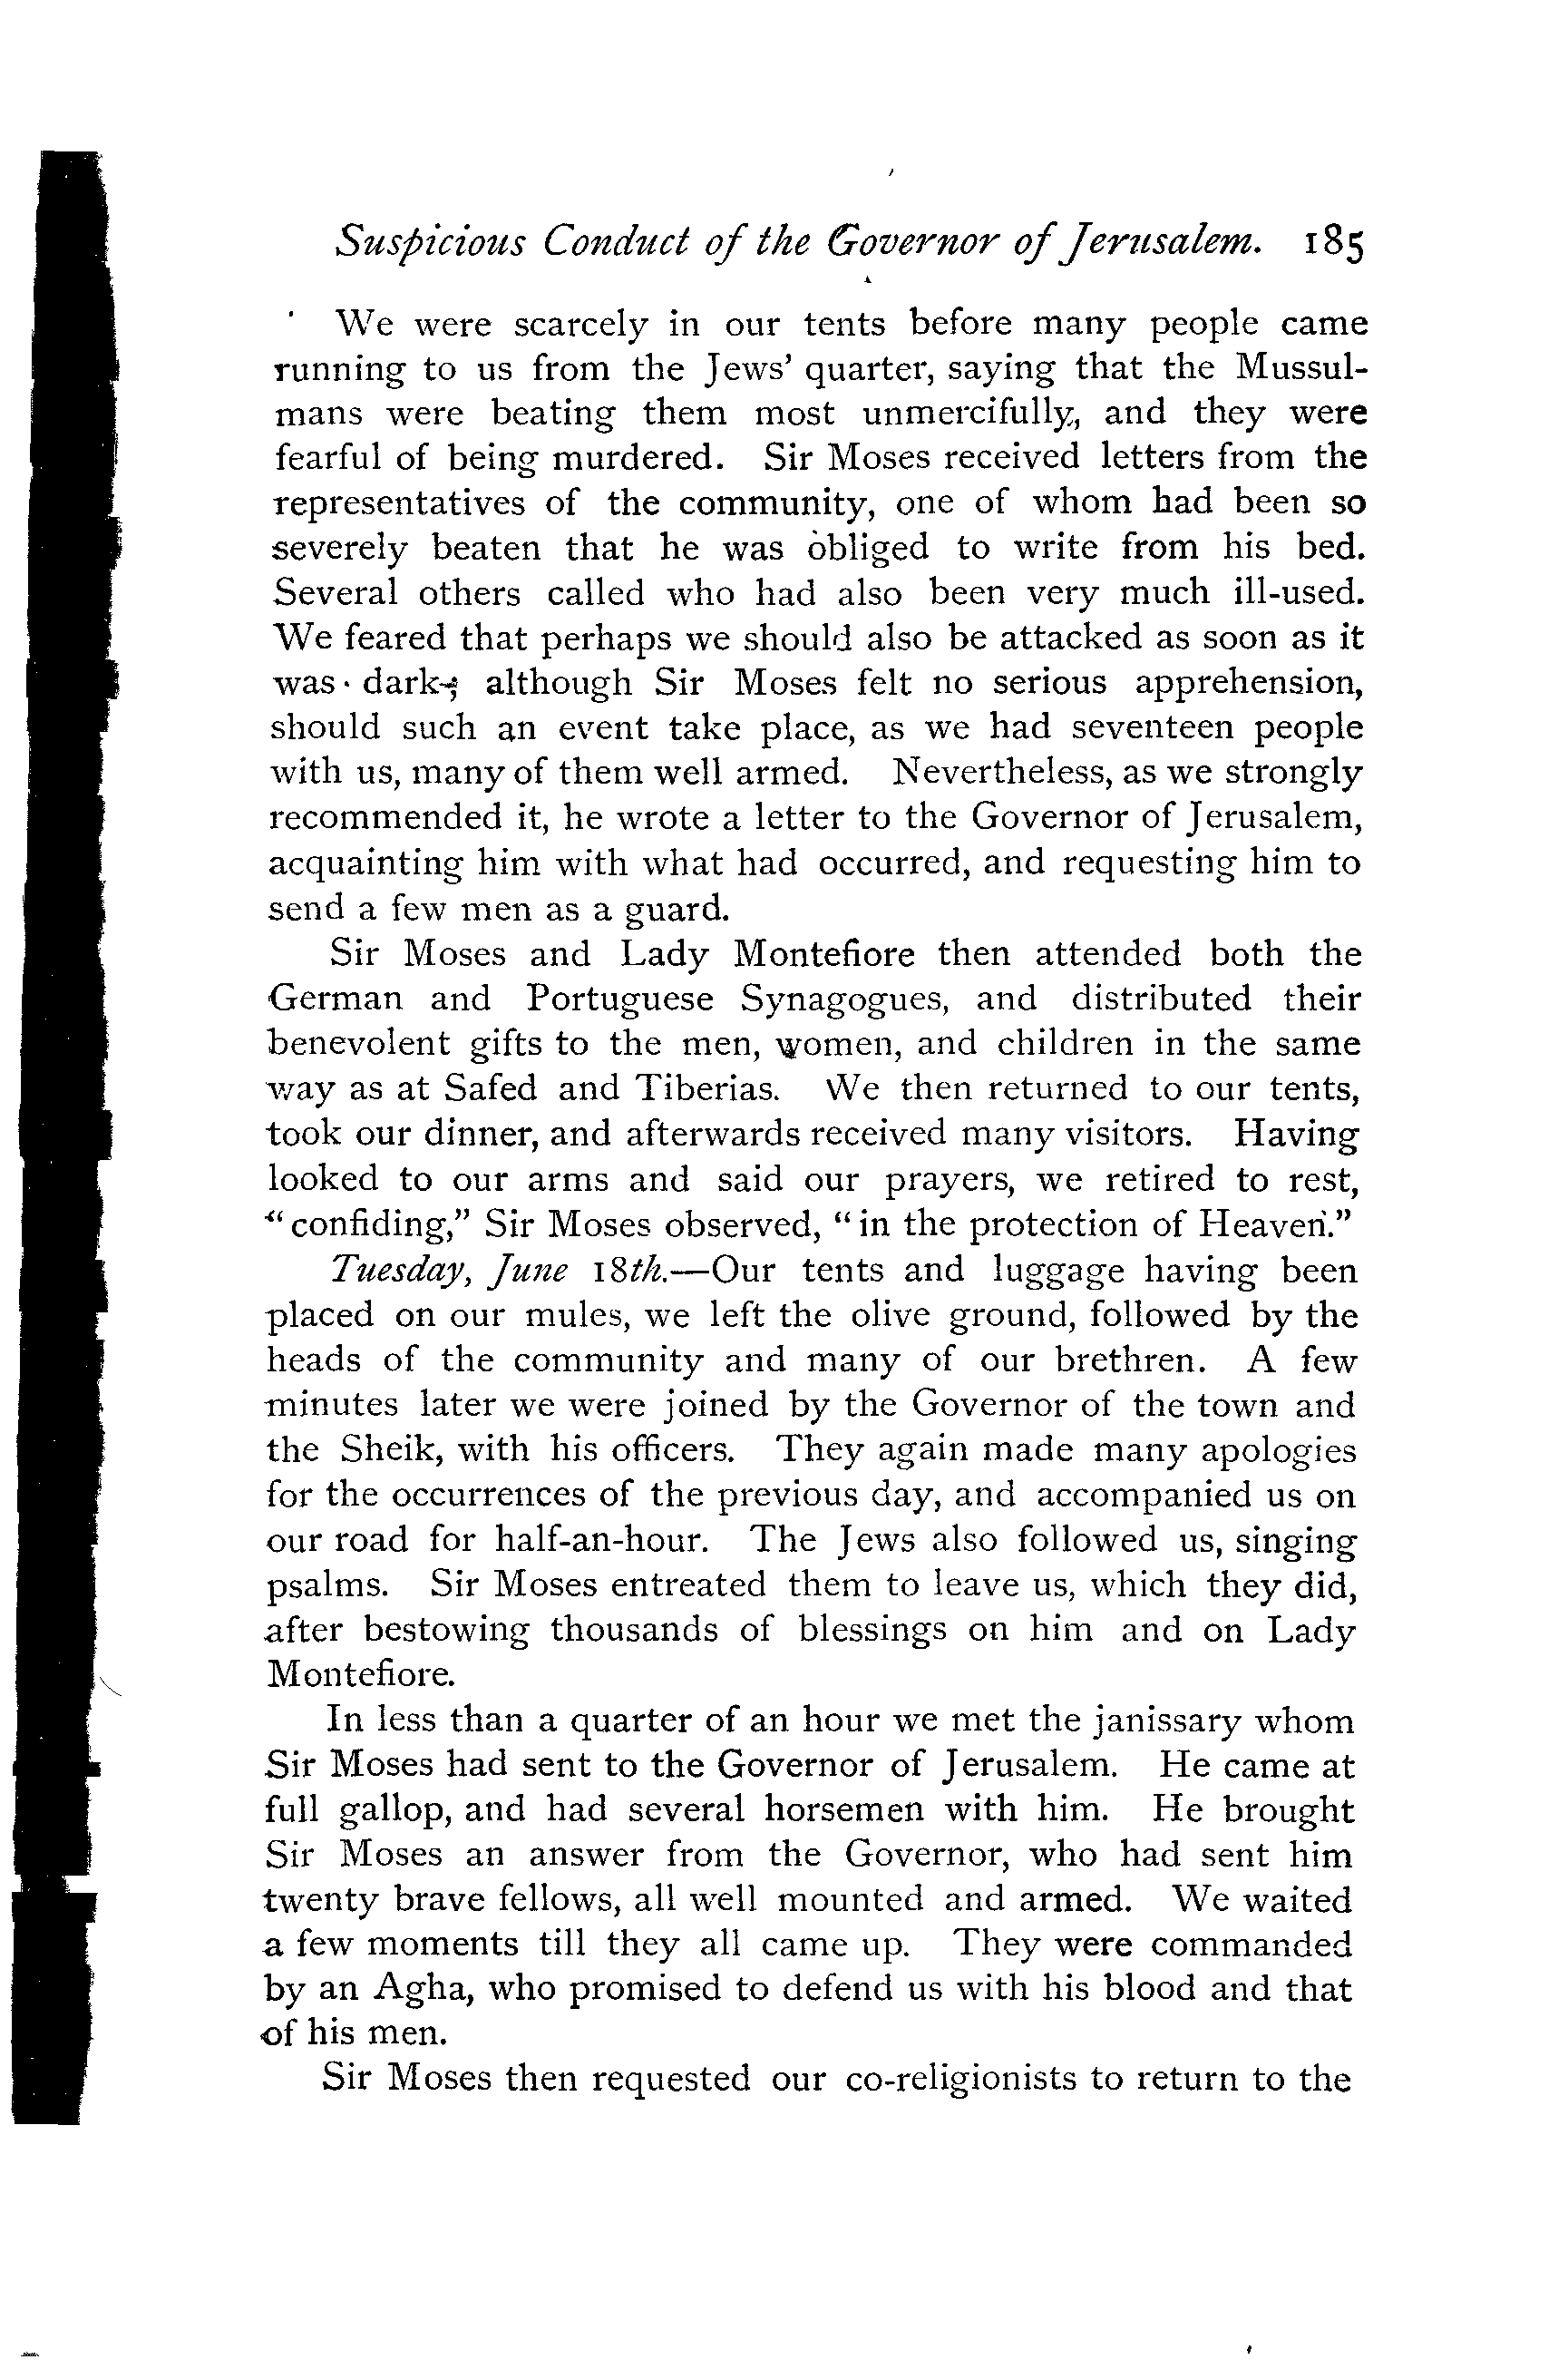 Suspicious Conduct of the Governor of Jerusalem. 185
We were scarcely in our tents before many people came
running to us from the Jews' quarter, saying that the Mussul-
mans were beating them most unmercifully, and they were
fearful of being murdered. Sir Moses received letters from the
representatives of the community, one of whom had been so
severely beaten that he was obliged to write from his bed.
Several others called who had also been very much ill-used.
We feared that perhaps we should also be attacked as soon as it
was dark; although Sir Moses felt no serious apprehension,
should such an event take place, as we had seventeen people
with us, many of them well armed. Nevertheless, as we strongly
recommended it, he wrote a letter to the Governor of Jerusalem,
acquainting him with what had occurred, and requesting him to
send a few men as a guard.
Sir Moses and Lady Montefiore then attended both the
German and Portuguese Synagogues, and distributed their
benevolent gifts to the men, women, and children in the same
way as at Safed and Tiberias. We then returned to our tents,
took our dinner, and afterwards received many visitors. Having
looked to our arms and said our prayers, we retired to rest,
"confiding," Sir Moses observed, "in the protection of Heaven."
Tuesday, June 18th.—Our tents and luggage having been
placed on our mules, we left the olive ground, followed by the
heads of the community and many of our brethren. A few
minutes later we were joined by the Governor of the town and
the Sheik, with his officers. They again made many apologies
for the occurrences of the previous day, and accompanied us on
our road for half-an-hour. The Jews also followed us, singing
psalms. Sir Moses entreated them to leave us, which they did,
after bestowing thousands of blessings on him and on Lady
Montefiore.
In less than a quarter of an hour we met the janissary whom
Sir Moses had sent to the Governor of Jerusalem. He came at
full gallop, and had several horsemen with him. He brought
Sir Moses an answer from the Governor, who had sent him
twenty brave fellows, all well mounted and armed. We waited
a few moments till they all came up. They were commanded
by an Agha, who promised to defend us with his blood and that
of his men.
Sir Moses then requested our co-religionists to return to the